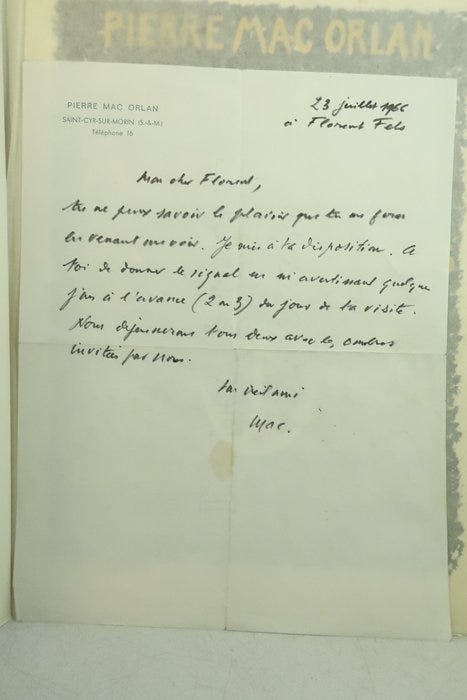 PIERRE MAC ORLAN
PIERRE MAC ORLAN
SAINT-CYR-SUR-MORIN (S.-&-M.)
Téléphone 16
23 juillet 1966
à Florent Fels
Mon cher Florent,
tu ne peux savoir le plaisir que tu me feras
en venant me voir. Je suis à ta disposition. A
toi de donner le signal en m'avertissant quelques
jours à l'avance (2 ou 3) du jour de ta visite.
Nous déjeunerons tous deux avec les ombres
invitées par nous.
ton vieil ami
Mac.